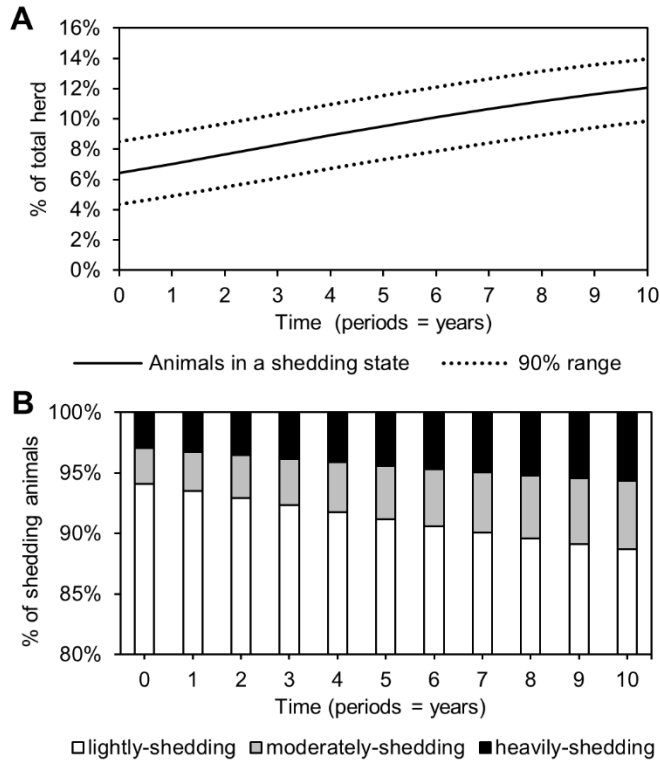 A
16%
14%
12%
10%
8%
6%
4%
2%
0%
% of total herd
0 1 2 3 4 5 6 7 8 9 10
Time (periods = years)
Animals in a shedding state 90% range
B
100%
95%
90%
85%
80%
% of shedding animals
0 1 2 3 4 5 6 7 8 9 10
Time (periods = years)
lightly-shedding moderately-shedding heavily-shedding